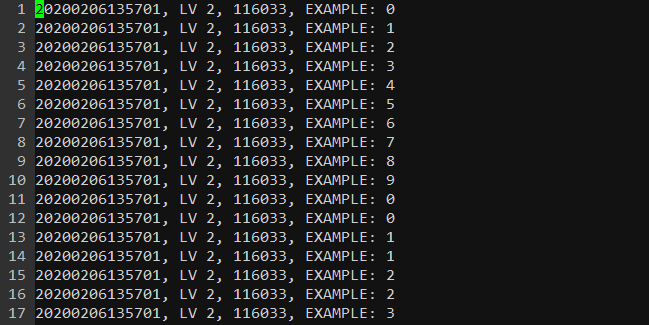 1 20200206135701, LV 2, 116033, EXAMPLE: 0
2 20200206135701, LV 2, 116033, EXAMPLE: 1
3 20200206135701, LV 2, 116033, EXAMPLE: 2
4 20200206135701, LV 2, 116033, EXAMPLE: 3
5 20200206135701, LV 2, 116033, EXAMPLE: 4
6 20200206135701, LV 2, 116033, EXAMPLE: 5
7 20200206135701, LV 2, 116033, EXAMPLE: 6
8 20200206135701, LV 2, 116033, EXAMPLE: 7
9 20200206135701, LV 2, 116033, EXAMPLE: 8
10 20200206135701, LV 2, 116033, EXAMPLE: 9
11 20200206135701, LV 2, 116033, EXAMPLE: 0
12 20200206135701, LV 2, 116033, EXAMPLE: 0
13 20200206135701, LV 2, 116033, EXAMPLE: 1
14 20200206135701, LV 2, 116033, EXAMPLE: 1
15 20200206135701, LV 2, 116033, EXAMPLE: 2
16 20200206135701, LV 2, 116033, EXAMPLE: 2
17 20200206135701, LV 2, 116033, EXAMPLE: 3